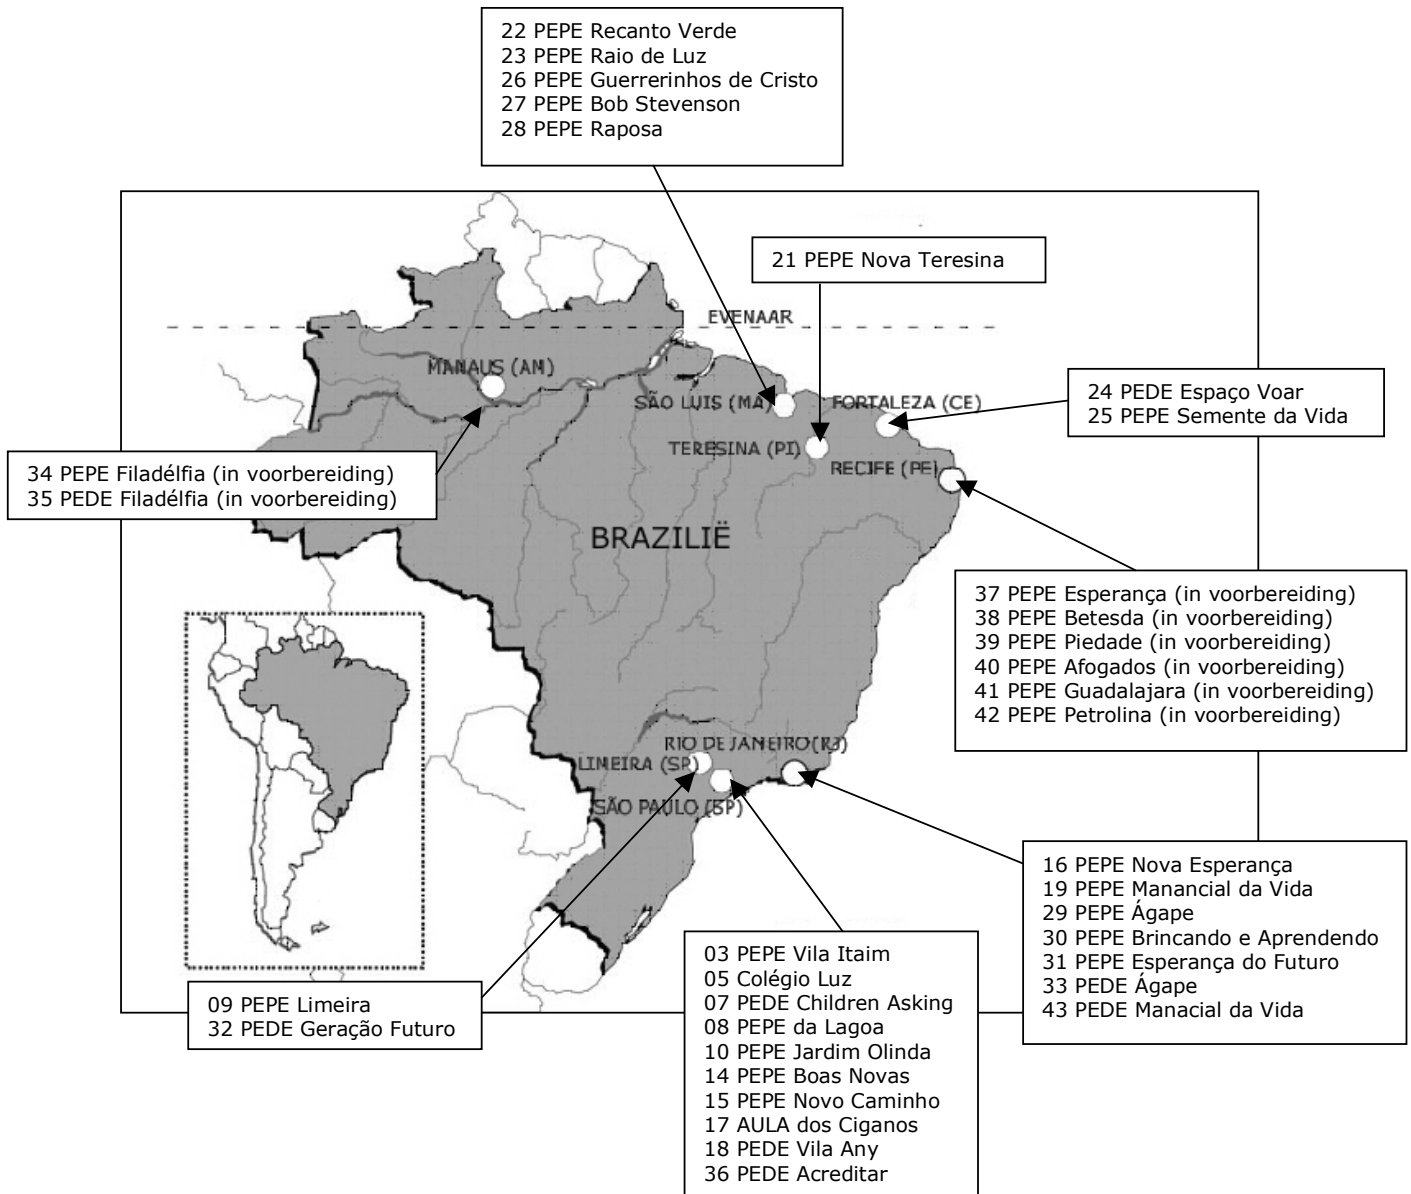 22 PEPE Recanto Verde
23 PEPE Raio de Luz
26 PEPE Guerrerinhos de Cristo
27 PEPE Bob Stevenson
28 PEPE Raposa
21 PEPE Nova Teresina
EVENAAR
MANAUS (AM)
SÃO LUIS (MA)
FORTALEZA (CE)
24 PEDE Espaço Voar
25 PEPE Semente da Vida
TERESINA (PI)
RECIFE (PE)
34 PEPE Filadélfia (in voorbereiding)
35 PEDE Filadélfia (in voorbereiding)
BRAZILIË
37 PEPE Esperança (in voorbereiding)
38 PEPE Betesda (in voorbereiding)
39 PEPE Piedade (in voorbereiding)
40 PEPE Afogados (in voorbereiding)
41 PEPE Guadalajara (in voorbereiding)
42 PEPE Petrolina (in voorbereiding)
RIO DE JANEIRO(RJ)
LIMEIRA (SP)
SÃO PAULO (SP)
16 PEPE Nova Esperança
19 PEPE Manancial da Vida
29 PEPE Ágape
30 PEPE Brincando e Aprendendo
31 PEPE Esperança do Futuro
33 PEDE Ágape
43 PEDE Manacial da Vida
03 PEPE Vila Itaim
05 Colégio Luz
07 PEDE Children Asking
08 PEPE da Lagoa
10 PEPE Jardim Olinda
14 PEPE Boas Novas
15 PEPE Novo Caminho
17 AULA dos Ciganos
18 PEDE Vila Any
36 PEDE Acreditar
09 PEPE Limeira
32 PEDE Geração Futuro